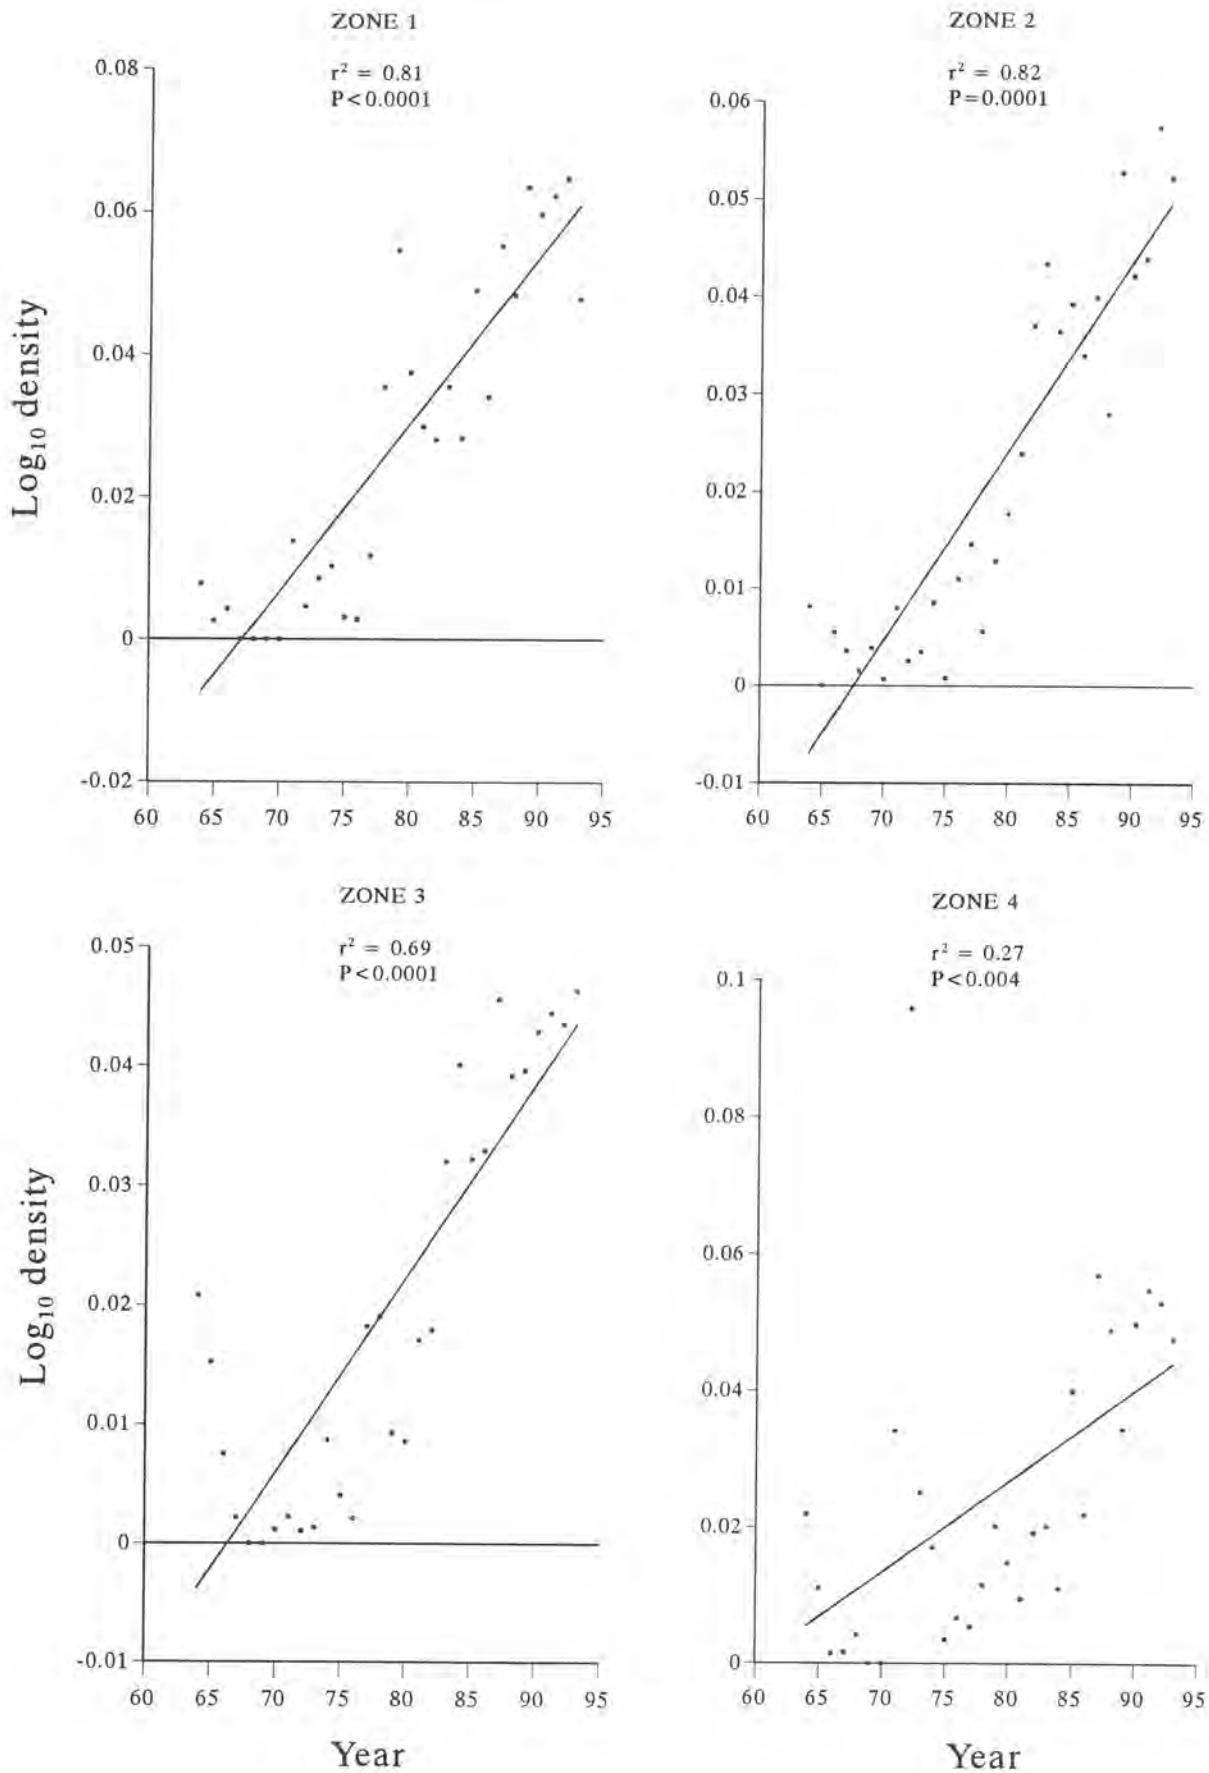 ZONE 1
r² = 0.81
P<0.0001
0.08
0.06
0.04
0.02
0
-0.02
60 65 70 75 80 85 90 95
Log₁₀ density
ZONE 2
r² = 0.82
P=0.0001
0.06
0.05
0.04
0.03
0.02
0.01
0
-0.01
60 65 70 75 80 85 90 95
ZONE 3
r² = 0.69
P<0.0001
0.05
0.04
0.03
0.02
0.01
0
-0.01
60 65 70 75 80 85 90 95
Log₁₀ density
Year
ZONE 4
r² = 0.27
P<0.004
0.1
0.08
0.06
0.04
0.02
0
60 65 70 75 80 85 90 95
Year